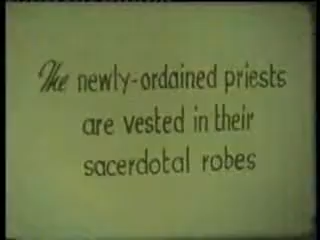 The newly-ordained priests
are vested in their
sacerdotal robes